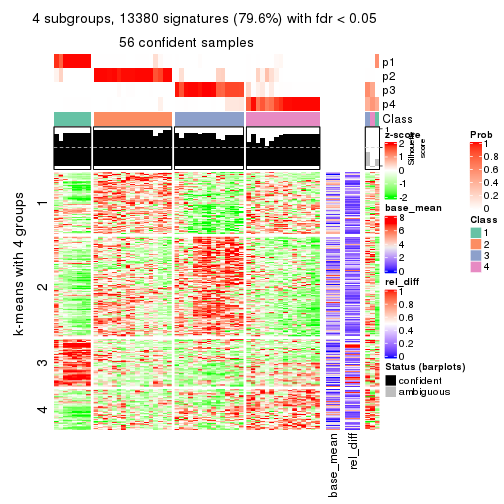 4 subgroups, 13380 signatures (79.6%) with fdr < 0.05
56 confident samples
p1
p2
p3
p4
Class
1
Silhouette
score
k-means with 4 groups
1
2
3
4
base_mean
rel_diff
z-score
2
1
0
-1
-2
base_mean
8
6
4
2
0
rel_diff
1
0.8
0.6
0.4
0.2
0
Status (barplots)
confident
ambiguous
Prob
1
0.8
0.6
0.4
0.2
0
Class
1
2
3
4